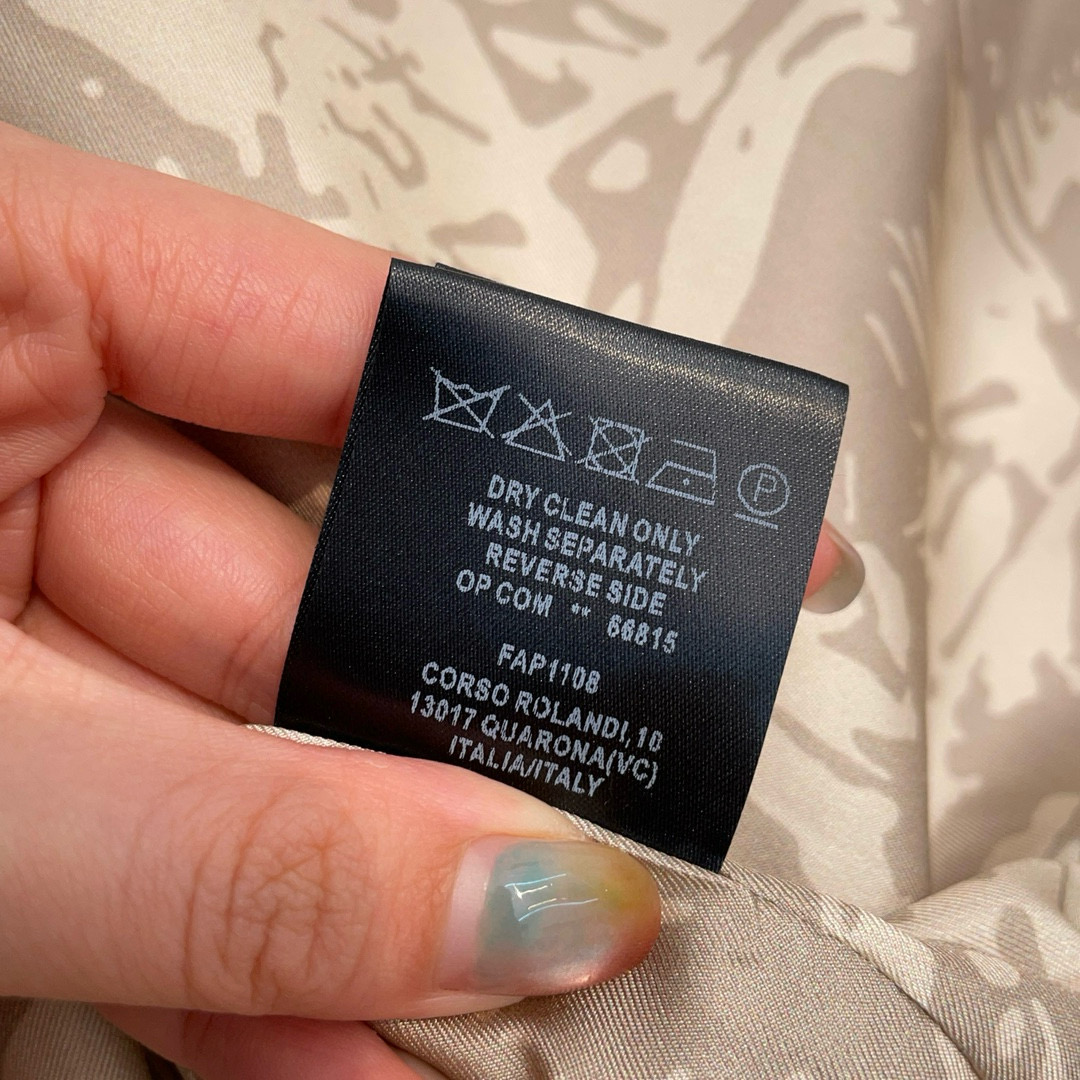 P
DRY CLEAN ONLY
WASH SEPARATELY
REVERSE SIDE
OP COM ** 66815
FAP1108
CORSO ROLANDI, 10
13017 QUARONA(VC)
ITALIA/ITALY